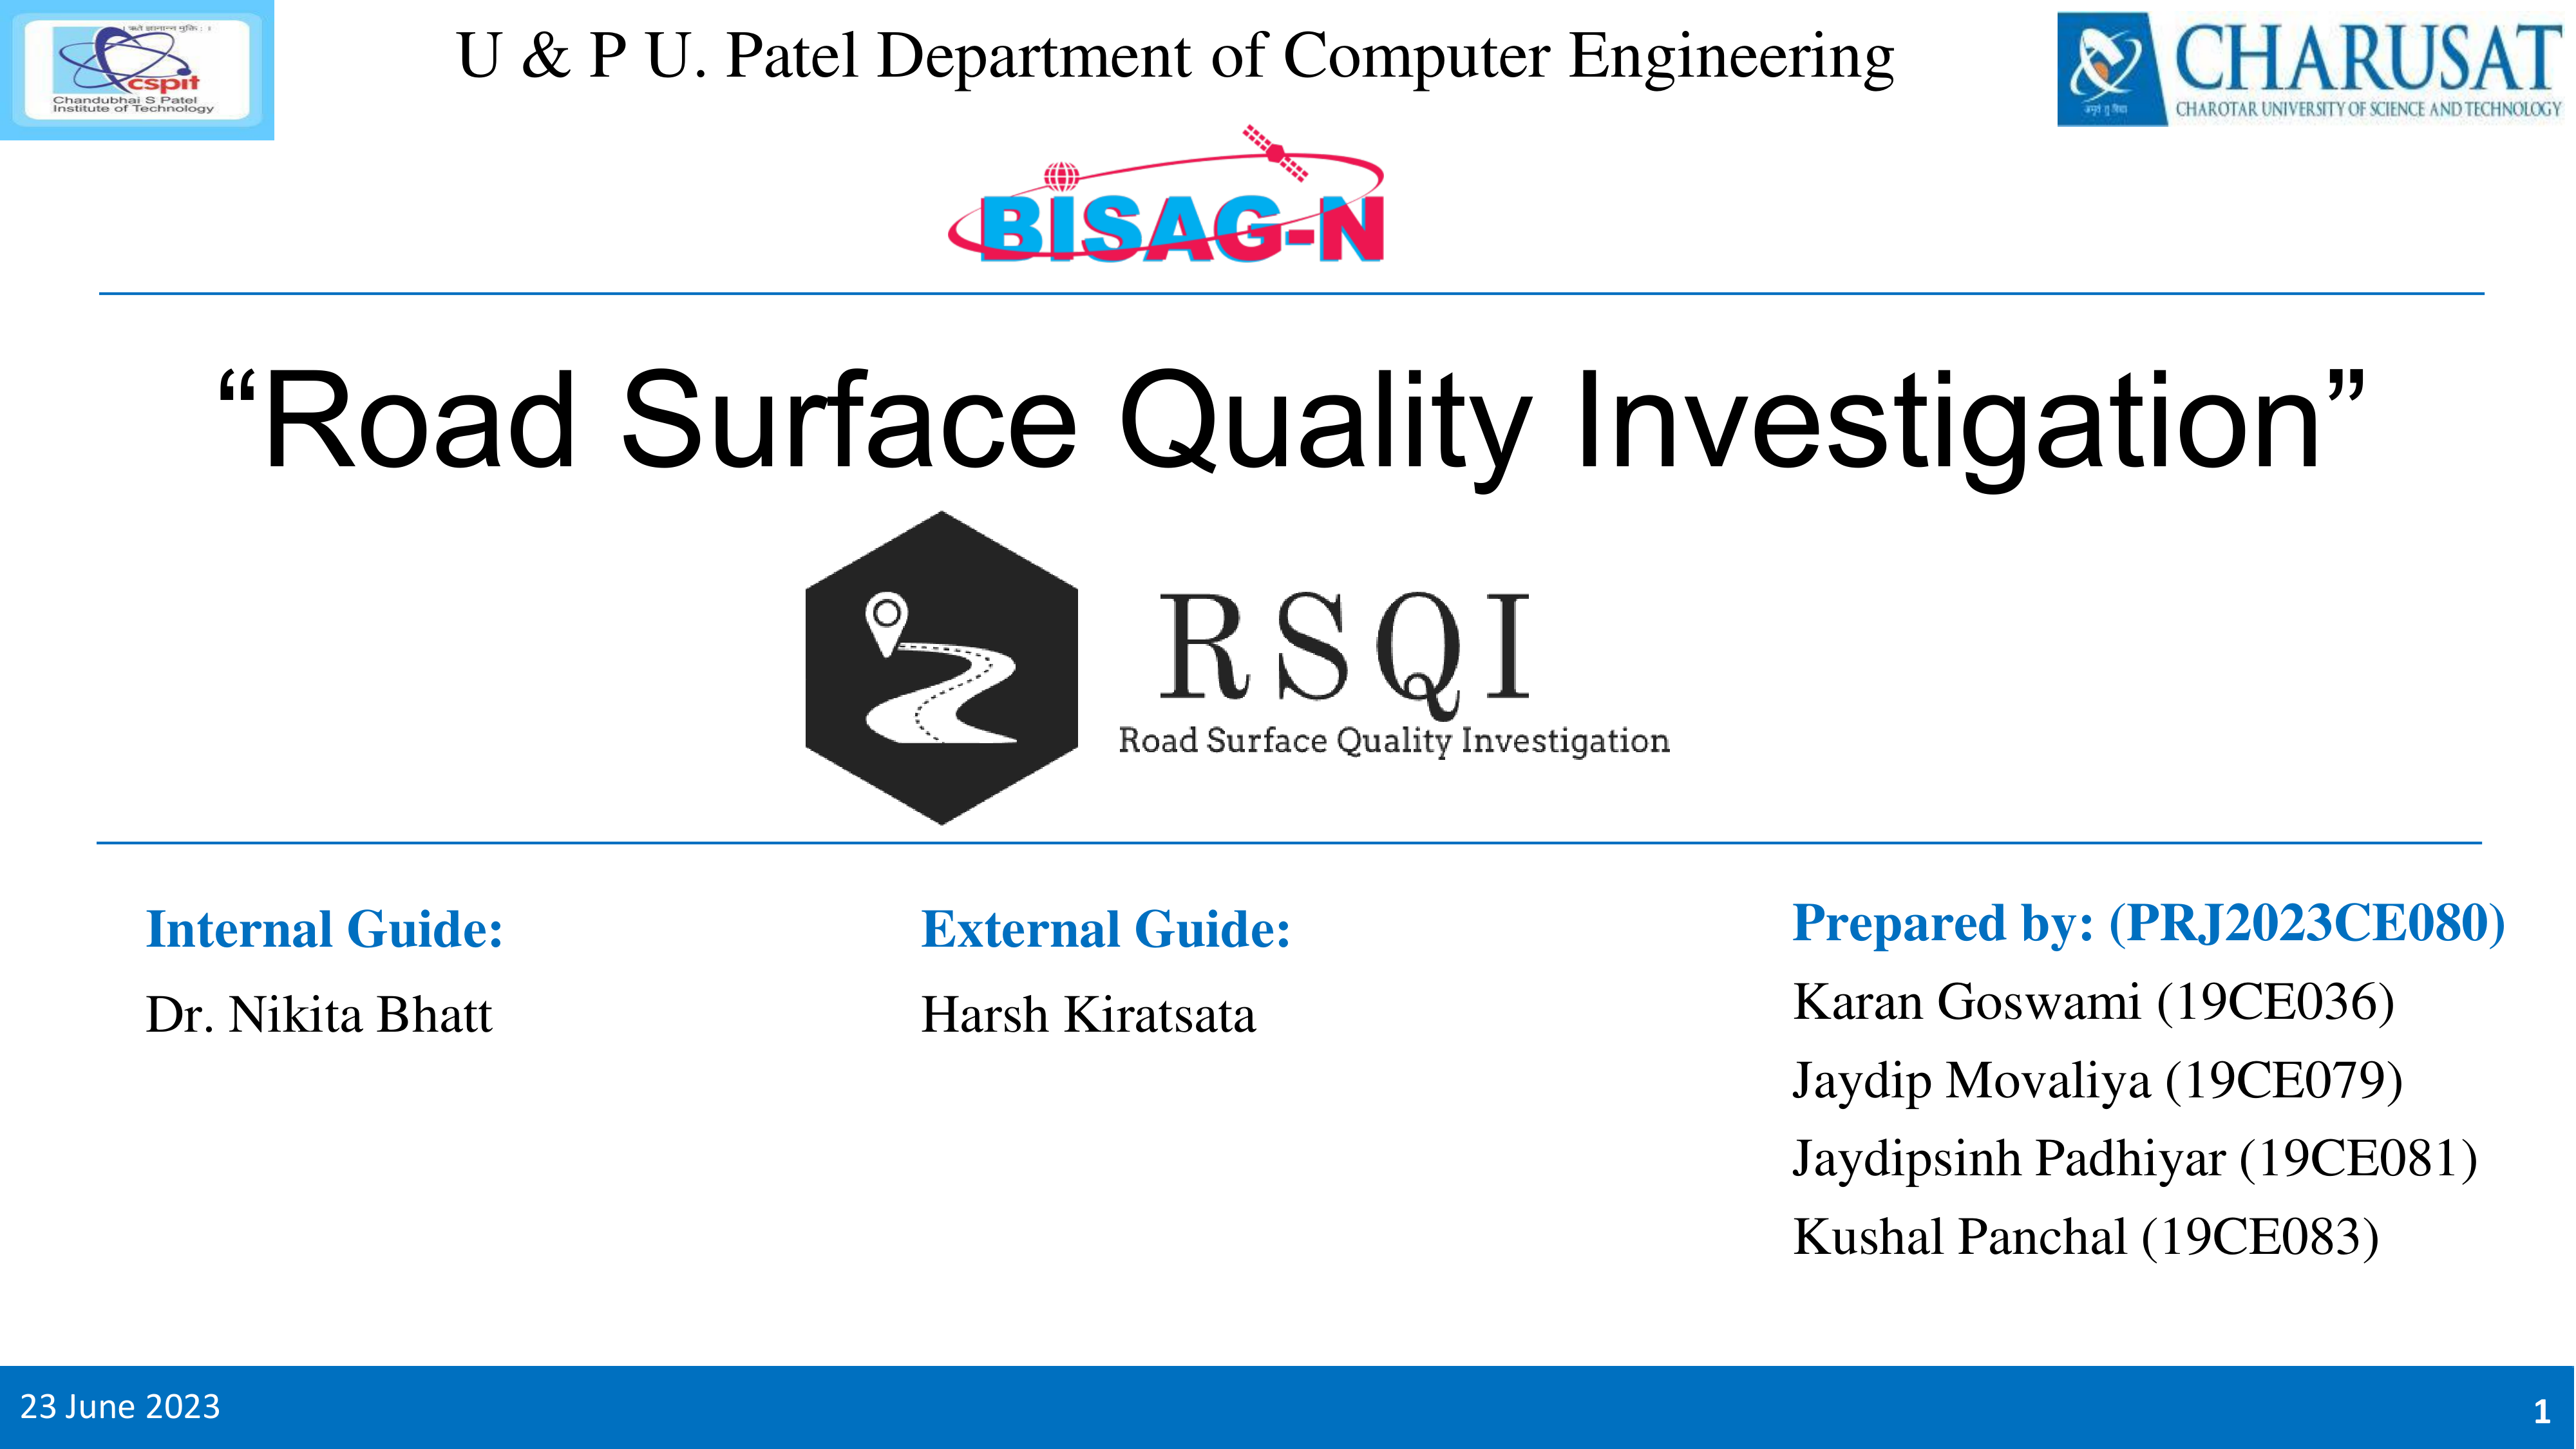 cspit
Chandubhai S Patel
Institute of Technology
U & P U. Patel Department of Computer Engineering
CHARUSAT
CHAROTAR UNIVERSITY OF SCIENCE AND TECHNOLOGY
BISAG-N
“Road Surface Quality Investigation”
RSQI
Road Surface Quality Investigation
Internal Guide:
Dr. Nikita Bhatt
External Guide:
Harsh Kiratsata
Prepared by: (PRJ2023CE080)
Karan Goswami (19CE036)
Jaydip Movaliya (19CE079)
Jaydipsinh Padhiyar (19CE081)
Kushal Panchal (19CE083)
23 June 2023
1